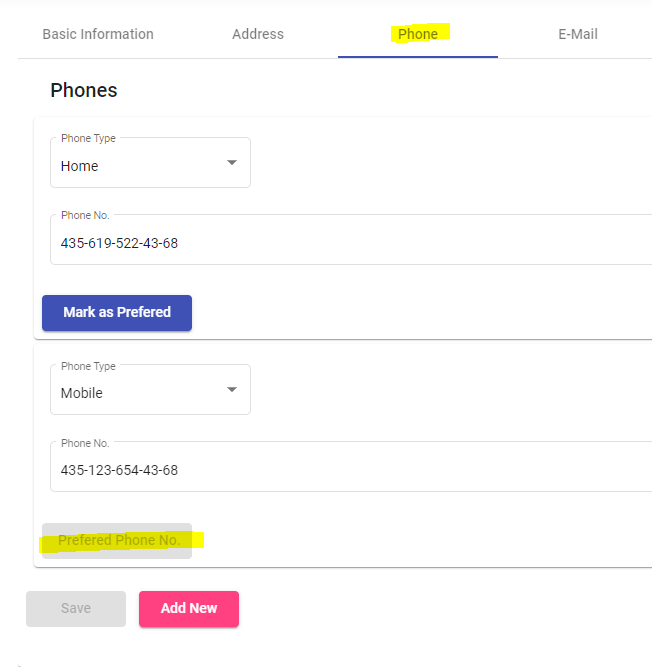 Basic Information Address Phone E-Mail
Phones
Phone Type
Home
Phone No.
435-619-522-43-68
Mark as Prefered
Phone Type
Mobile
Phone No.
435-123-654-43-68
Prefered Phone No.
Save Add New